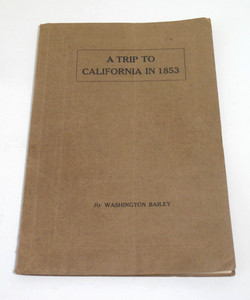 A TRIP TO
CALIFORNIA IN 1853
By WASHINGTON BAILEY